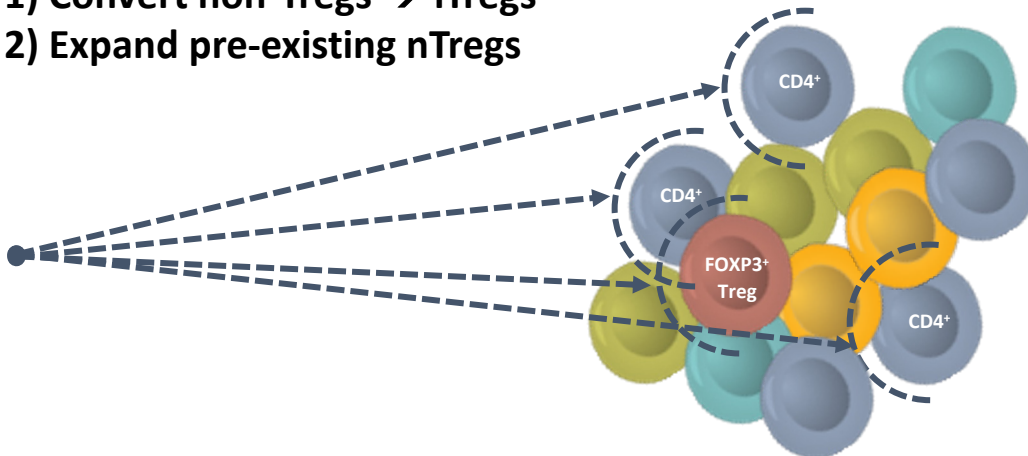 1) Convert non-Tregs →
2) Expand pre-existing nTregs
CD4⁺
CD4⁺
FOXP3⁺
Treg
CD4⁺